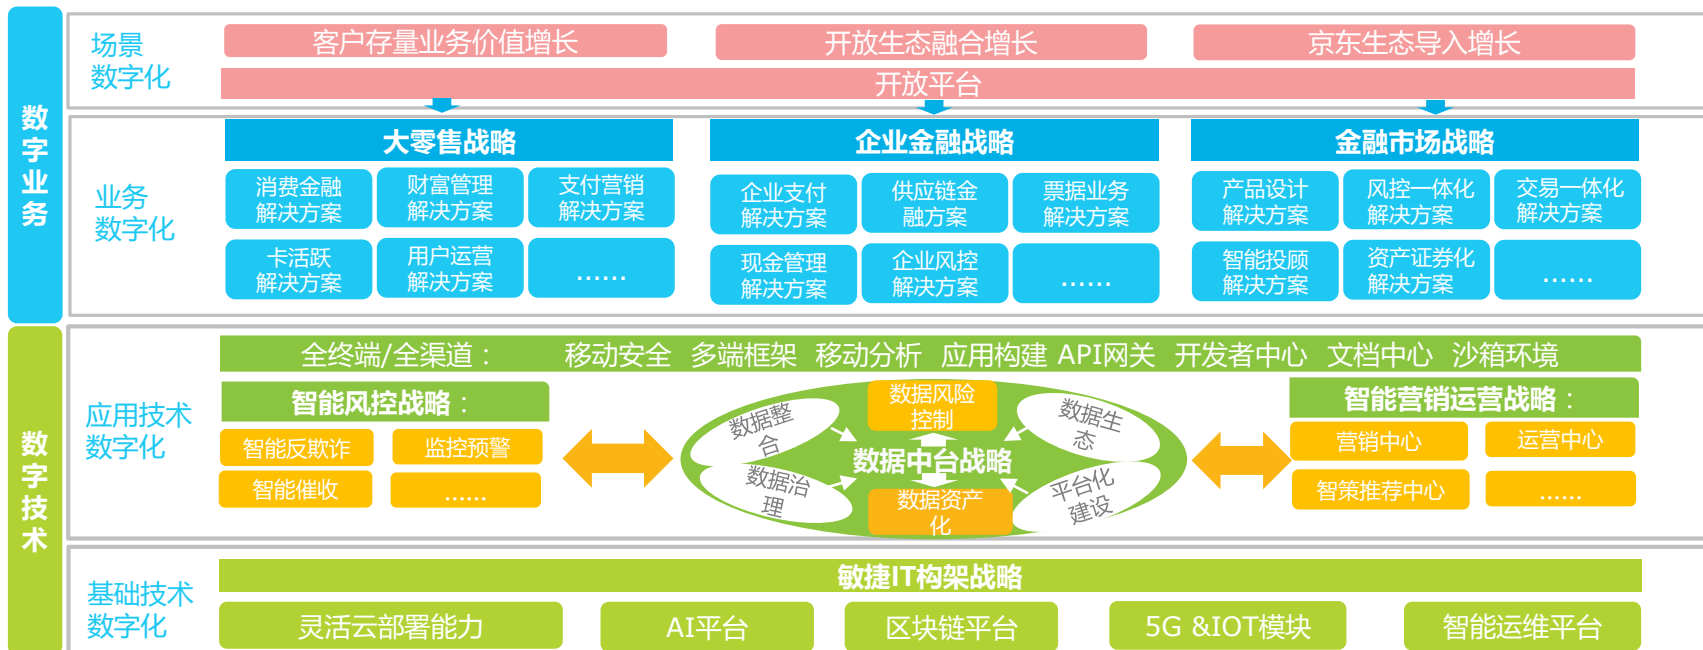 数字业务
场景
数字化
客户存量业务价值增长
开放生态融合增长
京东生态导入增长
开放平台
业务
数字化
大零售战略
消费金融
解决方案
财富管理
解决方案
支付营销
解决方案
卡活跃
解决方案
用户运营
解决方案
......
企业金融战略
企业支付
解决方案
供应链金
融方案
票据业务
解决方案
现金管理
解决方案
企业风控
解决方案
......
金融市场战略
产品设计
解决方案
风控一体化
解决方案
交易一体化
解决方案
智能投顾
解决方案
资产证券化
解决方案
......
数字技术
应用技术
数字化
全终端/全渠道： 移动安全 多端框架 移动分析 应用构建 API网关 开发者中心 文档中心 沙箱环境
智能风控战略：
智能反欺诈
监控预警
智能催收
......
数据风险
控制
数据整
合
数据生
态
数据中台战略
数据治
理
平台化
建设
数据资产
化
智能营销运营战略：
营销中心
运营中心
智策推荐中心
......
基础技术
数字化
敏捷IT构架战略
灵活云部署能力
AI平台
区块链平台
5G &IOT模块
智能运维平台